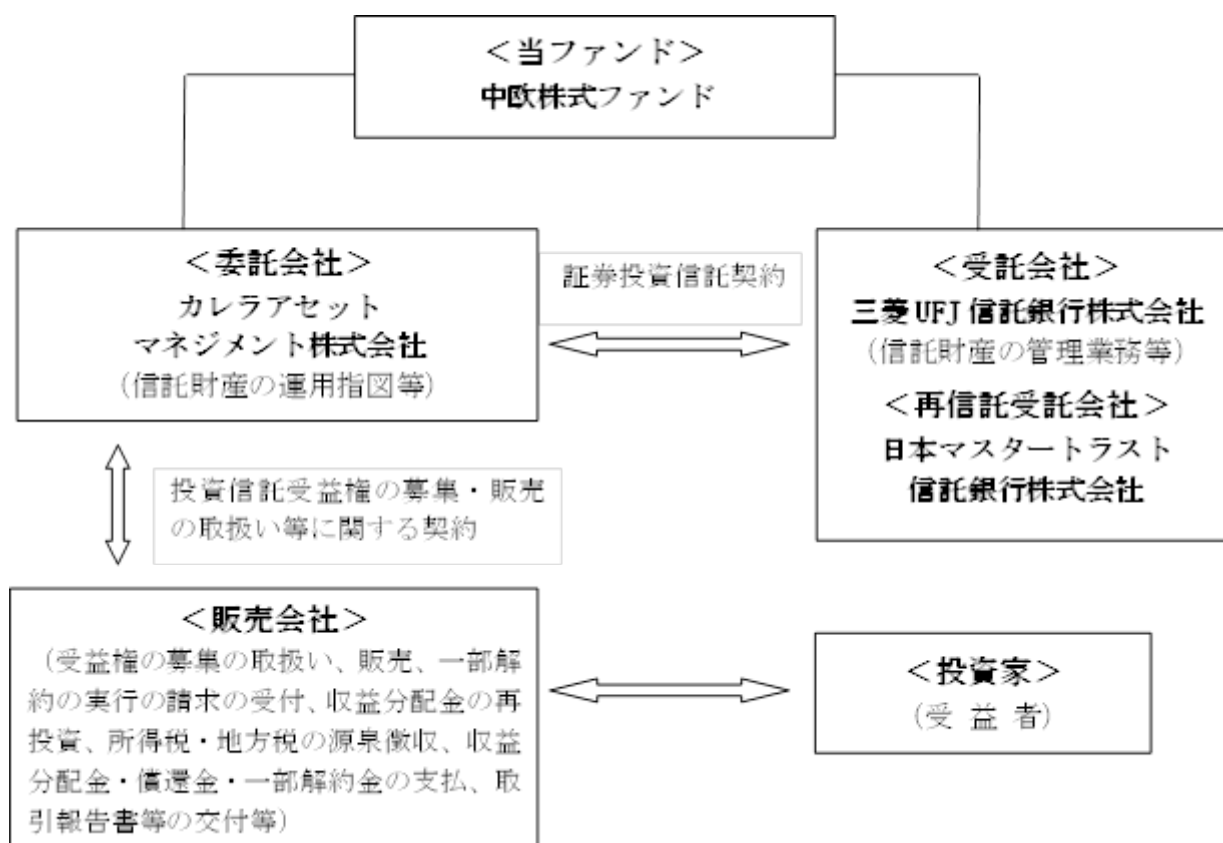 ＜当ファンド＞
中欧株式ファンド
＜委託会社＞
カレラアセット
マネジメント株式会社
（信託財産の運用指図等）
証券投資信託契約
＜受託会社＞
三菱UFJ信託銀行株式会社
（信託財産の管理業務等）
＜再信託受託会社＞
日本マスタートラスト
信託銀行株式会社
投資信託受益権の募集・販売
の取扱い等に関する契約
＜販売会社＞
（受益権の募集の取扱い、販売、一部解
約の実行の請求の受付、収益分配金の再
投資、所得税・地方税の源泉徴収、収益
分配金・償還金・一部解約金の支払、取
引報告書等の交付等）
＜投資家＞
（受 益 者）